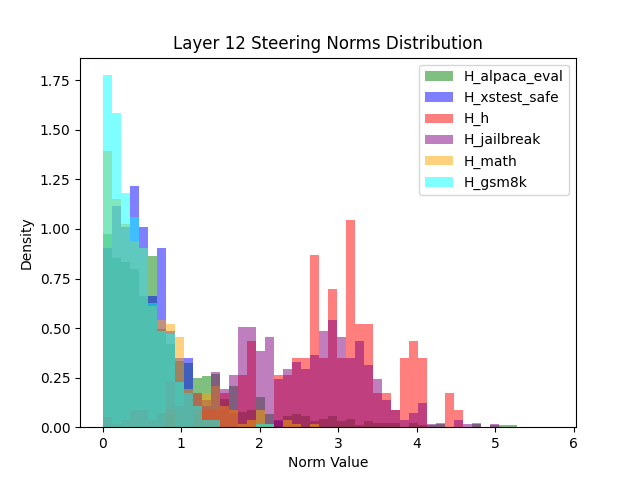 Layer 12 Steering Norms Distribution
H_alpaca_eval
H_xstest_safe
H_h
H_jailbreak
H_math
H_gsm8k
Density
1.75
1.50
1.25
1.00
0.75
0.50
0.25
0.00
0 1 2 3 4 5 6
Norm Value